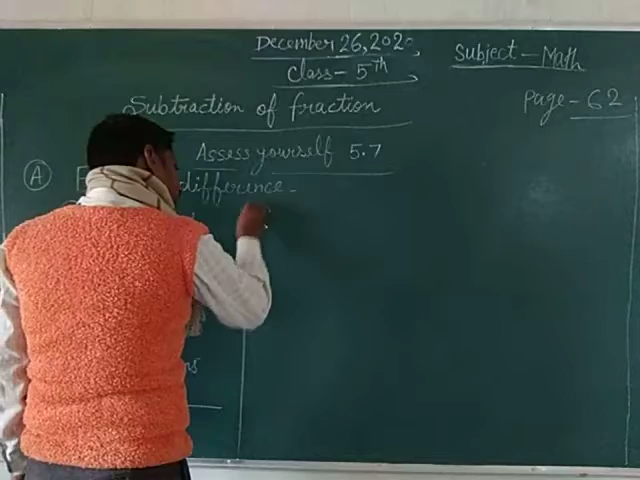 December 26, 2020
Subject - Math
Class - 5th
Subtraction of fraction
Page - 62
Assess yourself 5.7
A difference -